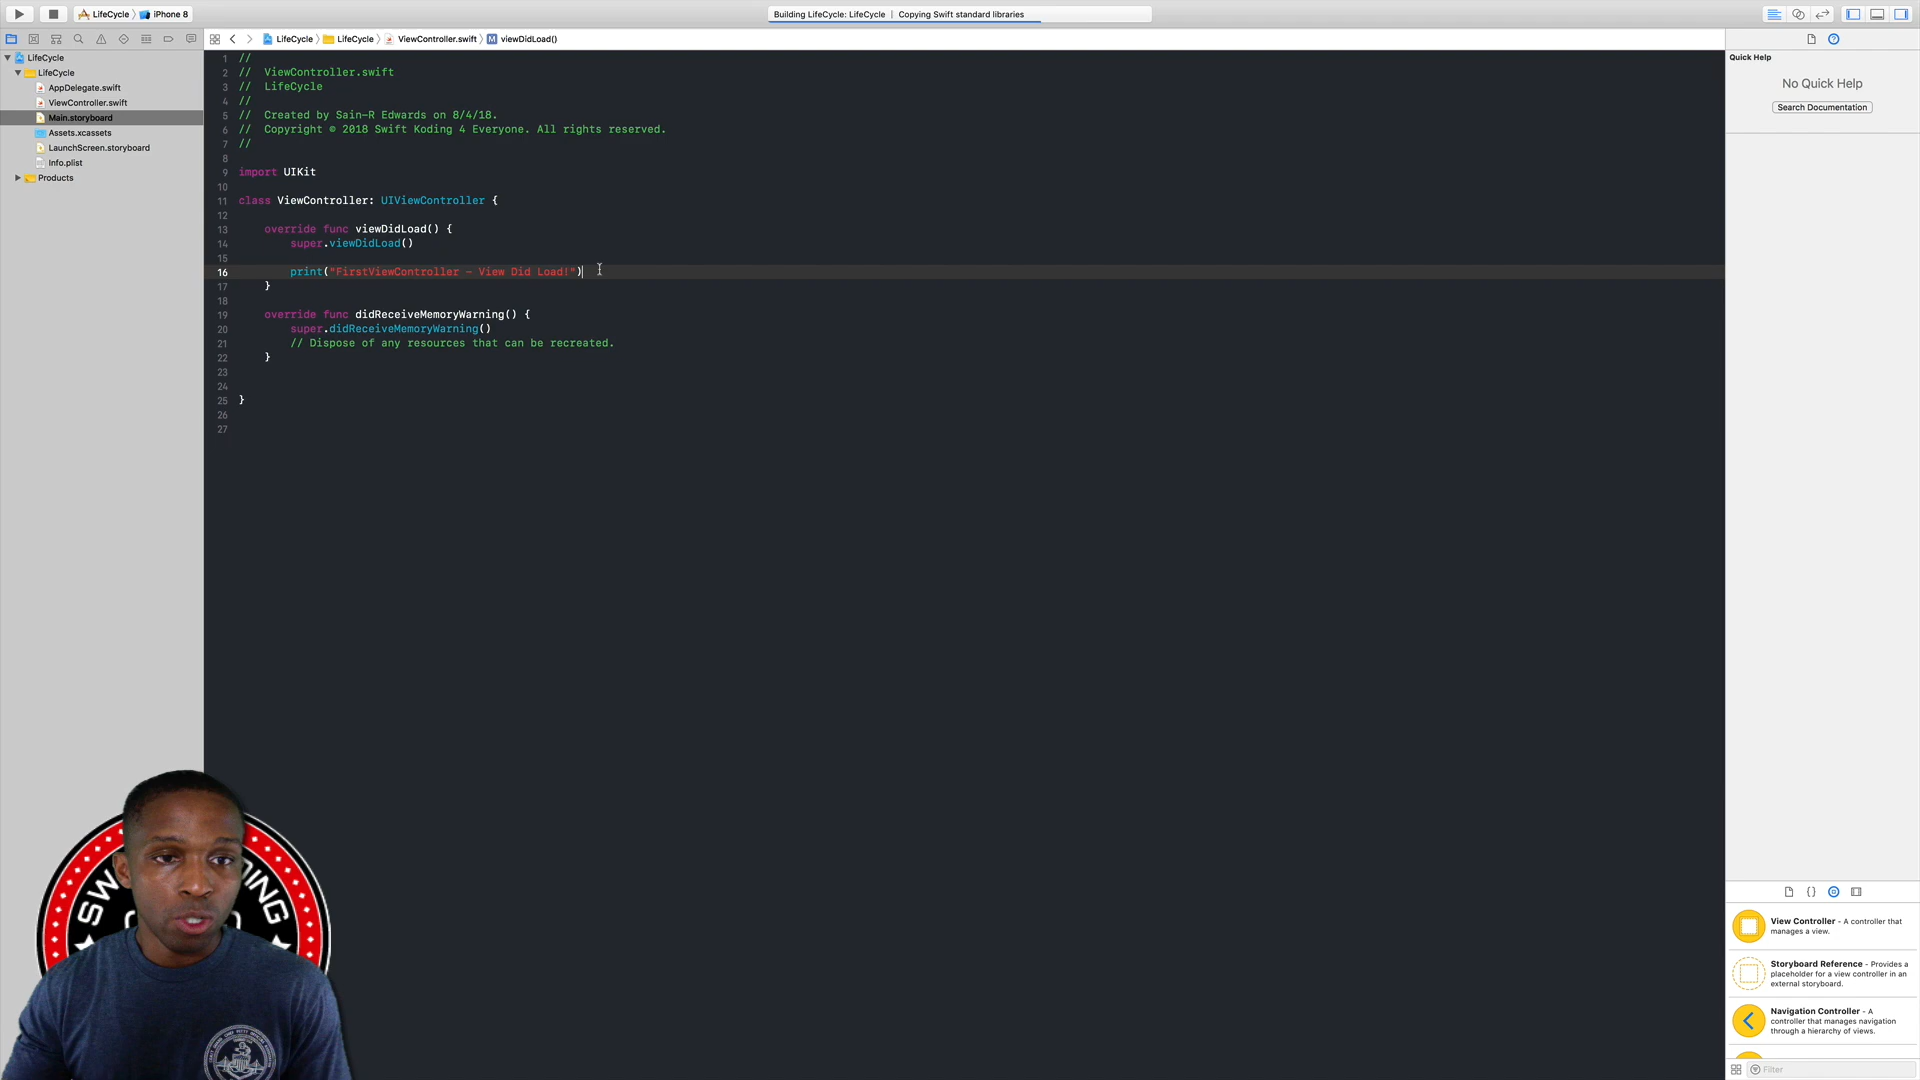 LifeCycle
iPhone 8
Building LifeCycle: LifeCycle | Copying Swift standard libraries
LifeCycle
LifeCycle
ViewController.swift
M
viewDidLoad()
LifeCycle
LifeCycle
AppDelegate.swift
ViewController.swift
Main.storyboard
Assets.xcassets
LaunchScreen.storyboard
Info.plist
Products
1 //
2 //  ViewController.swift
3 //  LifeCycle
4 //
5 //  Created by Sain-R Edwards on 8/4/18.
6 //  Copyright © 2018 Swift Koding 4 Everyone. All rights reserved.
7 //
8
9 import UIKit
10
11 class ViewController: UIViewController {
12
13     override func viewDidLoad() {
14         super.viewDidLoad()
15
16         print("FirstViewController - View Did Load!")
17     }
18
19     override func didReceiveMemoryWarning() {
20         super.didReceiveMemoryWarning()
21         // Dispose of any resources that can be recreated.
22     }
23
24
25 }
26
27
Quick Help
No Quick Help
Search Documentation
{}
View Controller - A controller that
manages a view.
Storyboard Reference - Provides a
placeholder for a view controller in an
external storyboard.
Navigation Controller - A
controller that manages navigation
through a hierarchy of views.
Filter